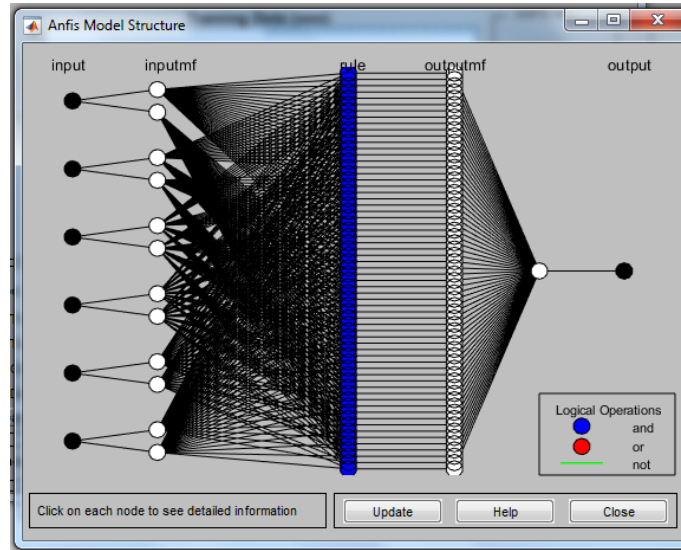 Anfis Model Structure
input inputmf rule outputmf output
Logical Operations
and
or
not
Click on each node to see detailed information
Update Help Close